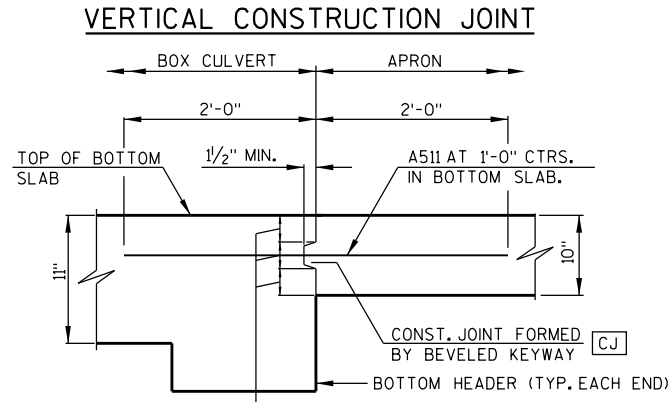 VERTICAL CONSTRUCTION JOINT
BOX CULVERT
APRON
2'-0"
2'-0"
TOP OF BOTTOM
SLAB
1 1/2" MIN.
A511 AT 1'-0" CTRS.
IN BOTTOM SLAB.
11"
10"
CONST. JOINT FORMED
BY BEVELED KEYWAY
CJ
BOTTOM HEADER (TYP. EACH END)